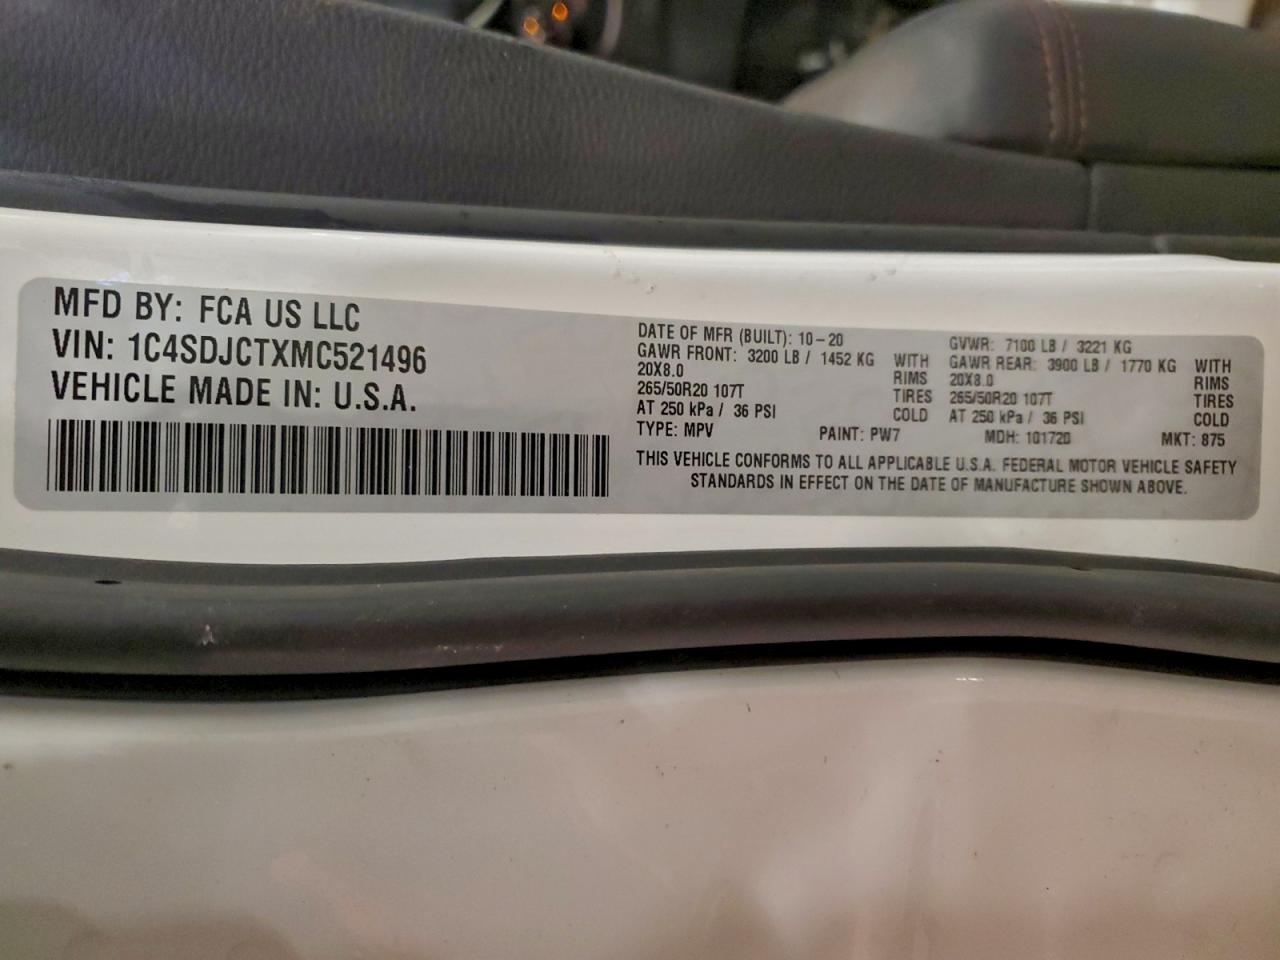 MFD BY: FCA US LLC
VIN: 1C4SDJCTXMC521496
VEHICLE MADE IN: U.S.A.
DATE OF MFR (BUILT): 10-20
GAWR FRONT: 3200 LB / 1452 KG WITH
20X8.0 RIMS
265/50R20 107T TIRES
AT 250 kPa / 36 PSI COLD
GVWR: 7100 LB / 3221 KG
GAWR REAR: 3900 LB / 1770 KG WITH
20X8.0 RIMS
265/50R20 107T TIRES
AT 250 kPa / 36 PSI COLD
TYPE: MPV PAINT: PW7 MDH: 101720 MKT: 875
THIS VEHICLE CONFORMS TO ALL APPLICABLE U.S.A. FEDERAL MOTOR VEHICLE SAFETY
STANDARDS IN EFFECT ON THE DATE OF MANUFACTURE SHOWN ABOVE.